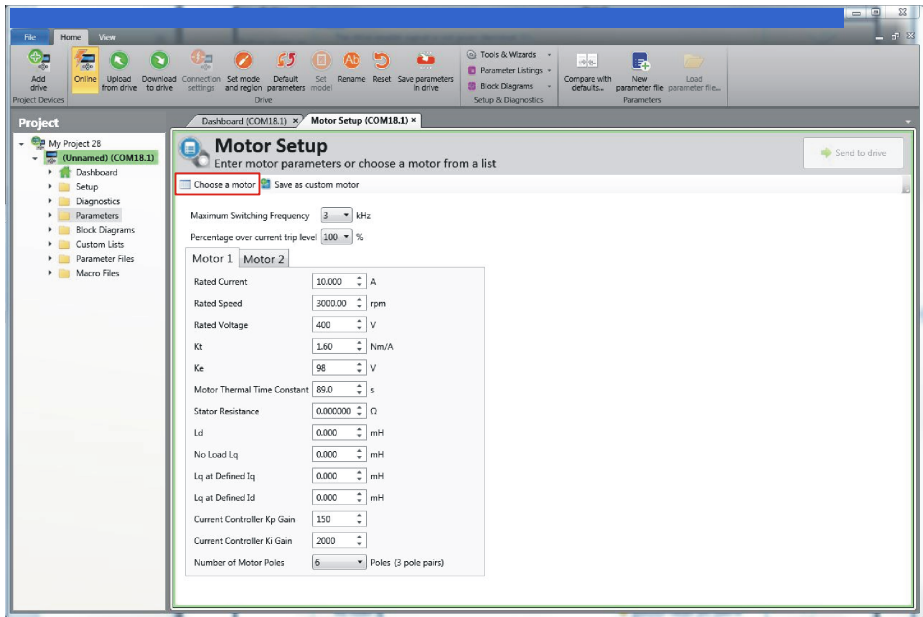 File Home View
Add drive
Online
Upload from drive
Download to drive
Connection settings
Set mode and region
Default parameters
Set model
Rename
Reset
Save parameters in drive
Tools & Wizards
Parameter Listings
Block Diagrams
Compare with defaults...
New parameter file
Load parameter file...
Project Devices
Drive
Setup & Diagnostics
Parameters
Project
My Project 28
(Unnamed) (COM18.1)
Dashboard
Setup
Diagnostics
Parameters
Block Diagrams
Custom Lists
Parameter Files
Macro Files
Dashboard (COM18.1) ×
Motor Setup (COM18.1) ×
Motor Setup
Enter motor parameters or choose a motor from a list
Send to drive
Choose a motor
Save as custom motor
Maximum Switching Frequency 3 kHz
Percentage over current trip level 100 %
Motor 1 Motor 2
Rated Current 10.000 A
Rated Speed 3000.00 rpm
Rated Voltage 400 V
Kt 1.60 Nm/A
Ke 98 V
Motor Thermal Time Constant 89.0 s
Stator Resistance 0.000000 Ω
Ld 0.000 mH
No Load Lq 0.000 mH
Lq at Defined Iq 0.000 mH
Lq at Defined Id 0.000 mH
Current Controller Kp Gain 150
Current Controller Ki Gain 2000
Number of Motor Poles 6 Poles (3 pole pairs)